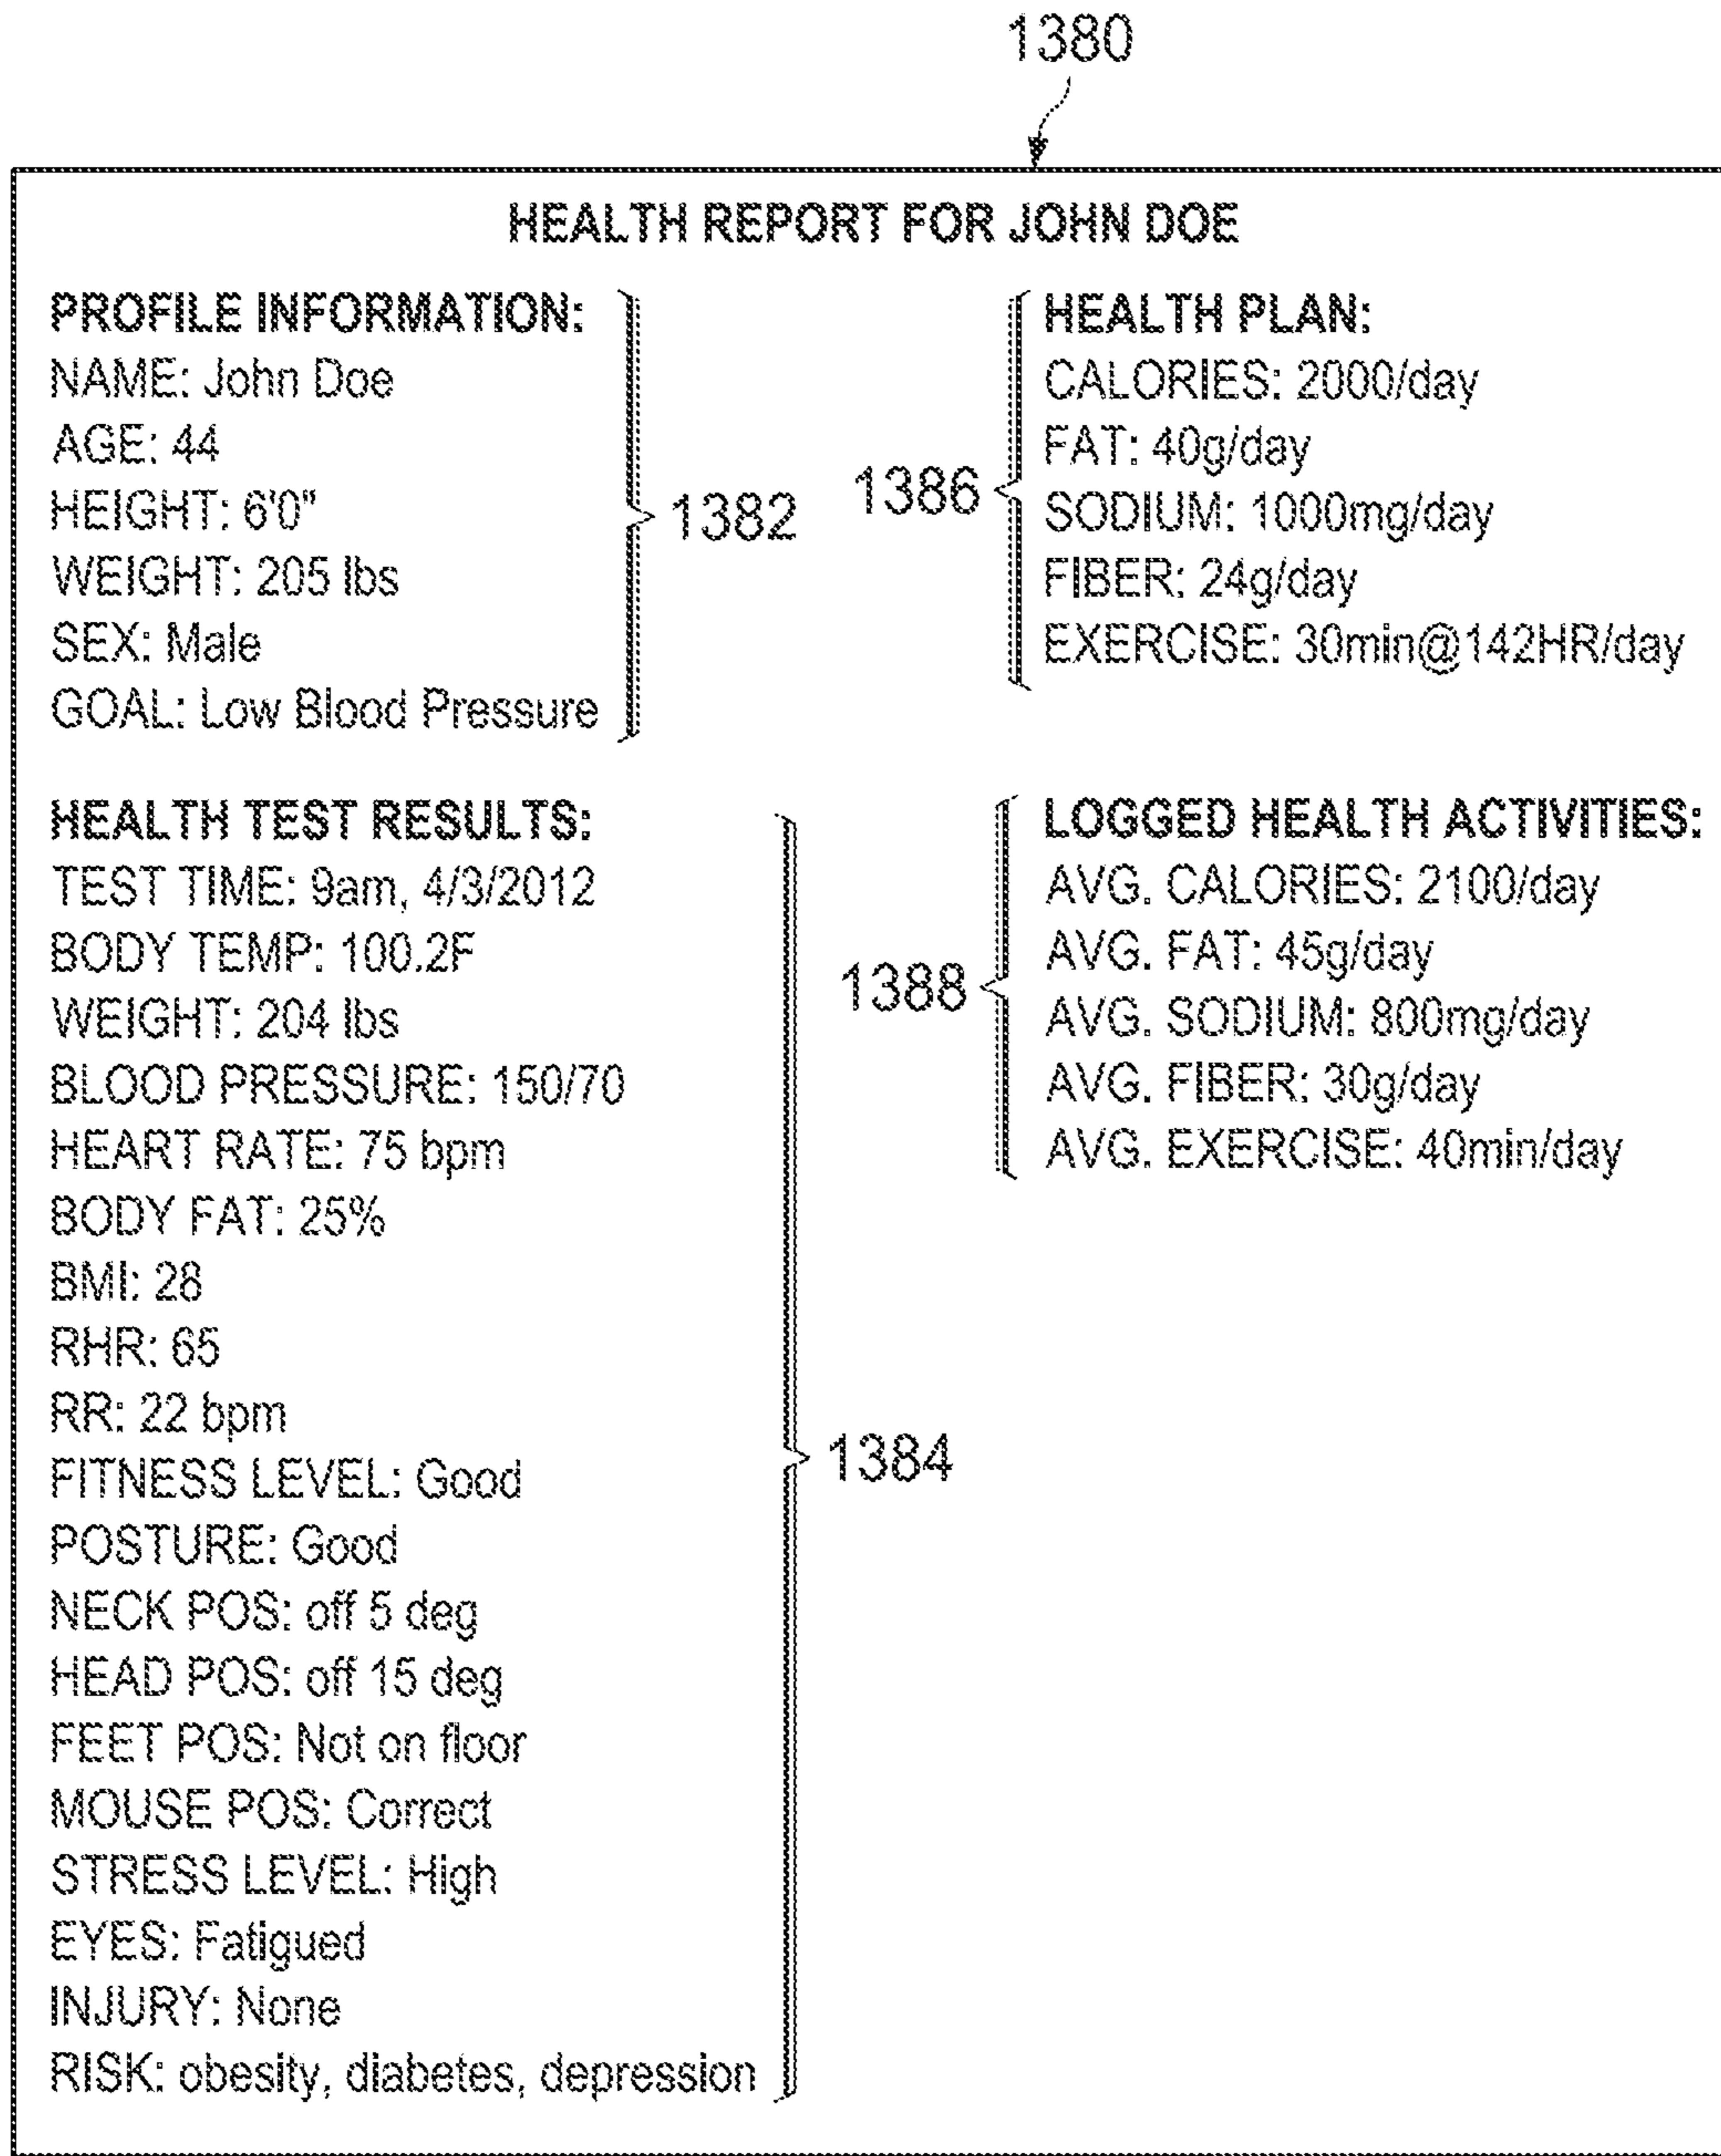 1380
HEALTH REPORT FOR JOHN DOE
PROFILE INFORMATION:
NAME: John Doe
AGE: 44
HEIGHT: 6'0"
WEIGHT: 205 lbs
SEX: Male
GOAL: Low Blood Pressure
1382
1386
HEALTH PLAN:
CALORIES: 2000/day
FAT: 40g/day
SODIUM: 1000mg/day
FIBER: 24g/day
EXERCISE: 30min@142HR/day
HEALTH TEST RESULTS:
TEST TIME: 9am, 4/3/2012
BODY TEMP: 100.2F
WEIGHT: 204 lbs
BLOOD PRESSURE: 150/70
HEART RATE: 75 bpm
BODY FAT: 25%
BMI: 28
RHR: 65
RR: 22 bpm
FITNESS LEVEL: Good
POSTURE: Good
NECK POS: off 5 deg
HEAD POS: off 15 deg
FEET POS: Not on floor
MOUSE POS: Correct
STRESS LEVEL: High
EYES: Fatigued
INJURY: None
RISK: obesity, diabetes, depression
1384
1388
LOGGED HEALTH ACTIVITIES:
AVG. CALORIES: 2100/day
AVG. FAT: 45g/day
AVG. SODIUM: 800mg/day
AVG. FIBER: 30g/day
AVG. EXERCISE: 40min/day